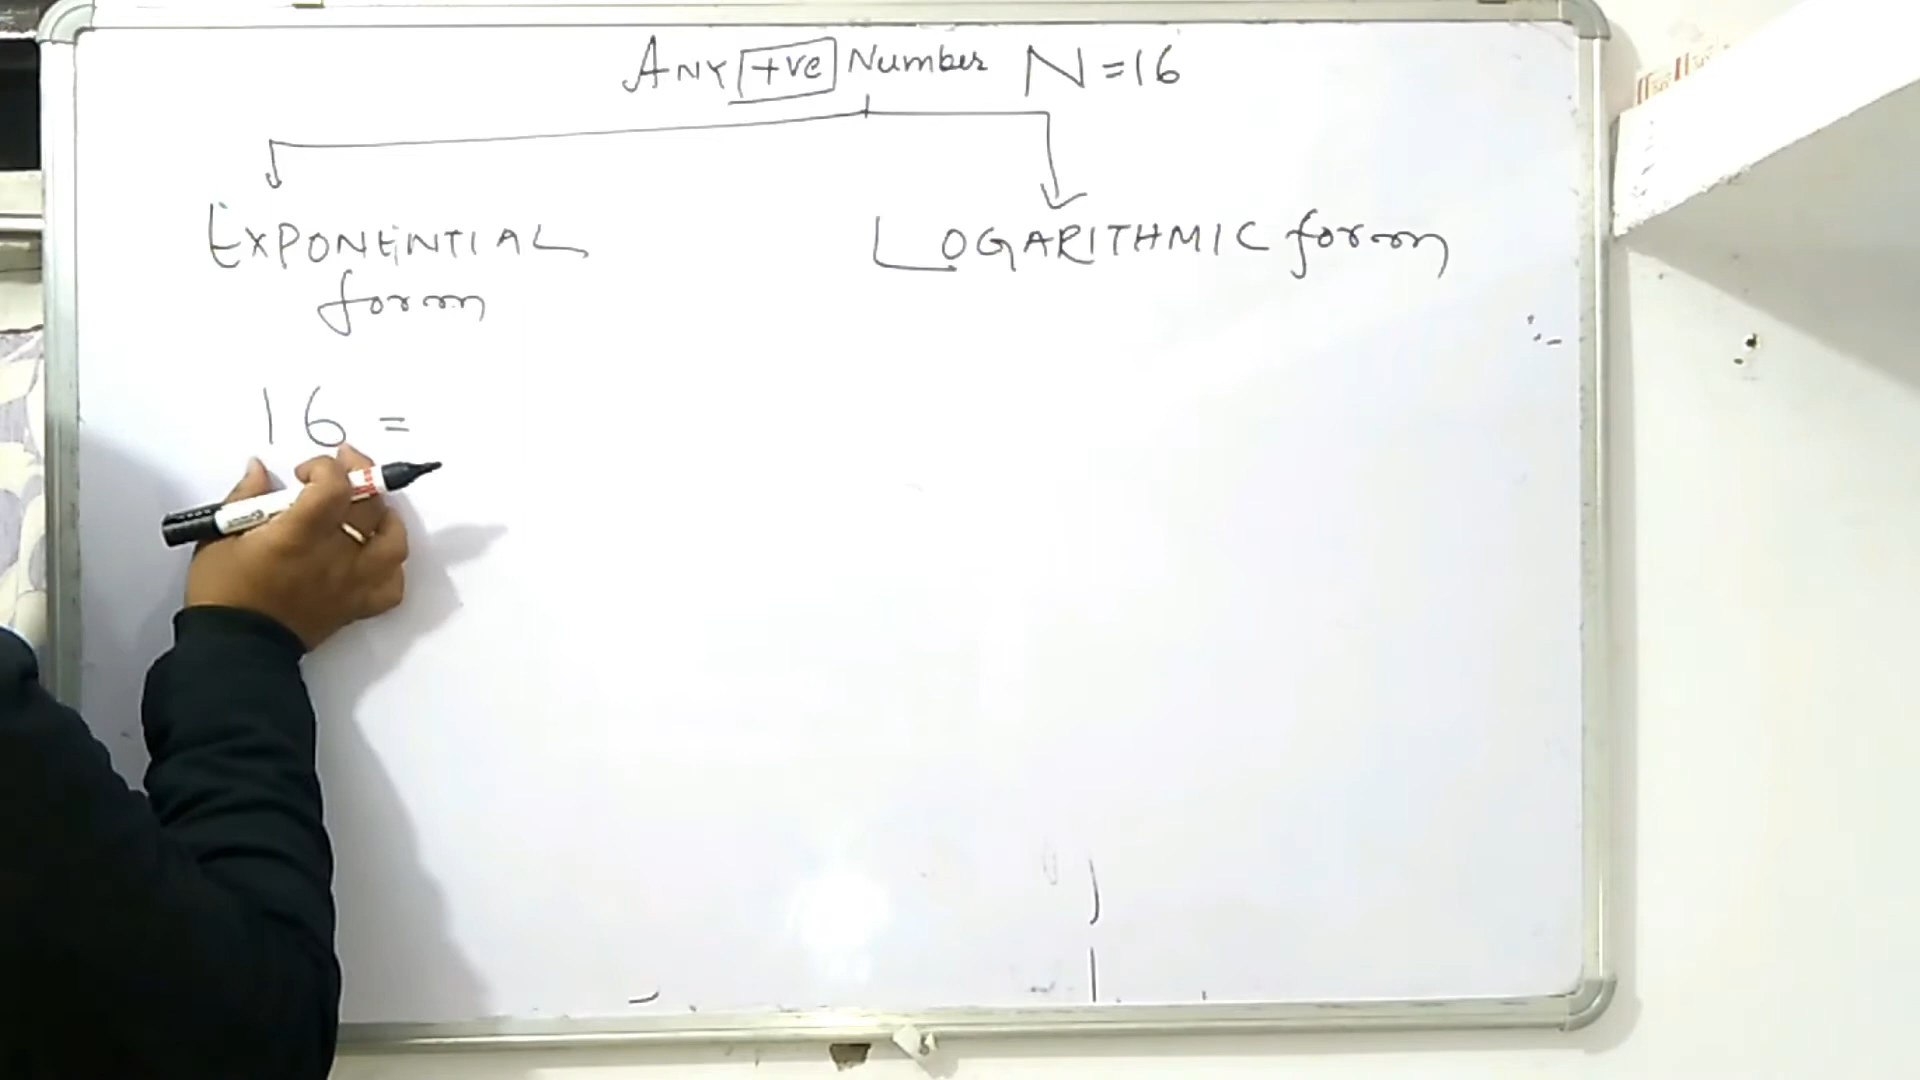 ANY +ve Number N=16
EXPONENTIAL
form
LOGARITHMIC form
16 =